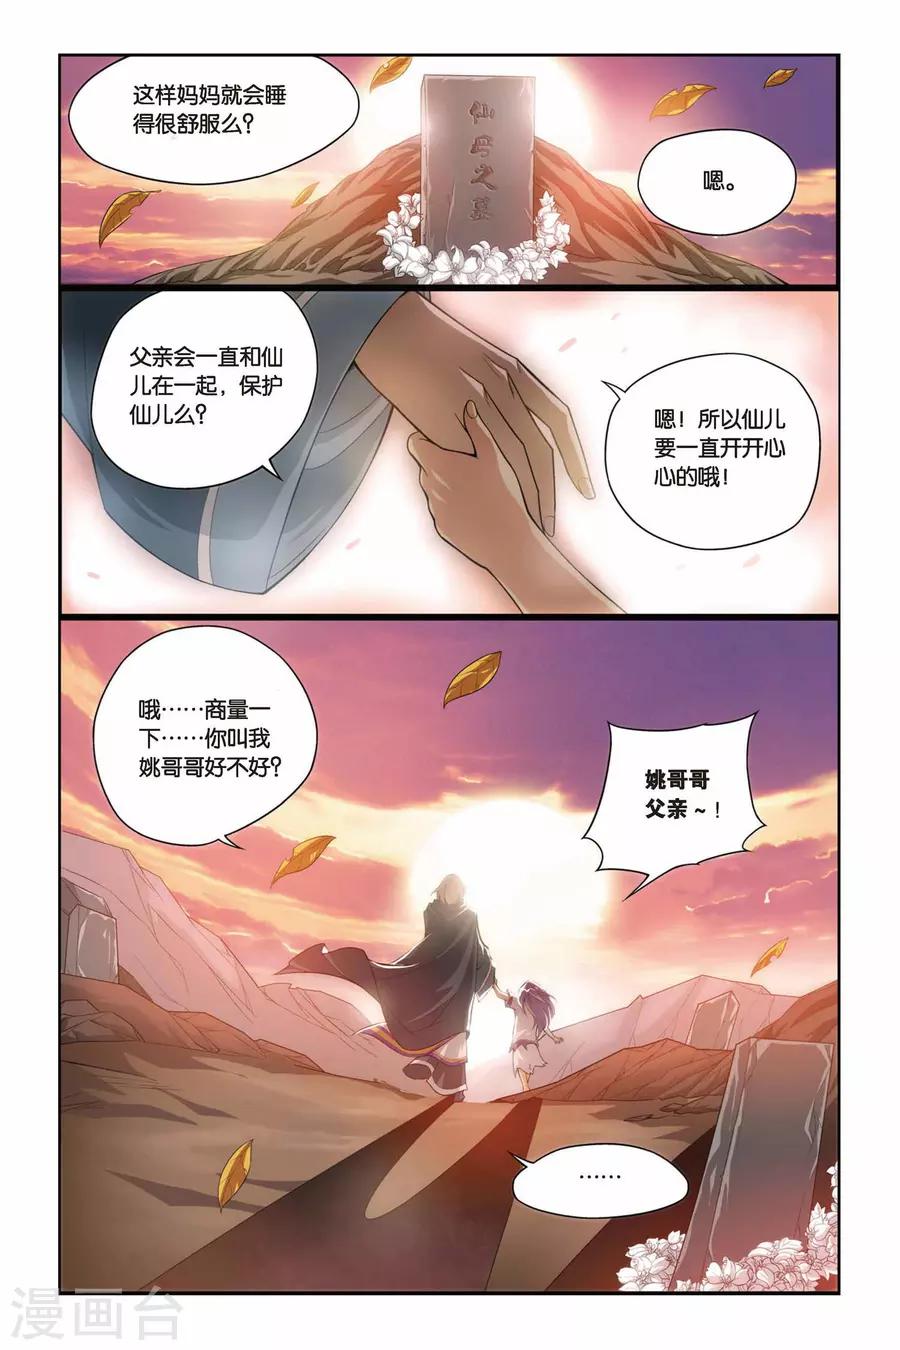 这样妈妈就会睡
得很舒服么？
仙母之墓
嗯。
父亲会一直和仙
儿在一起，保护
仙儿么？
嗯！所以仙儿
要一直开开心
心的哦！
哦……商量一
下……你叫我
姚哥哥好不好？
姚哥哥
父亲～！
……
漫画台